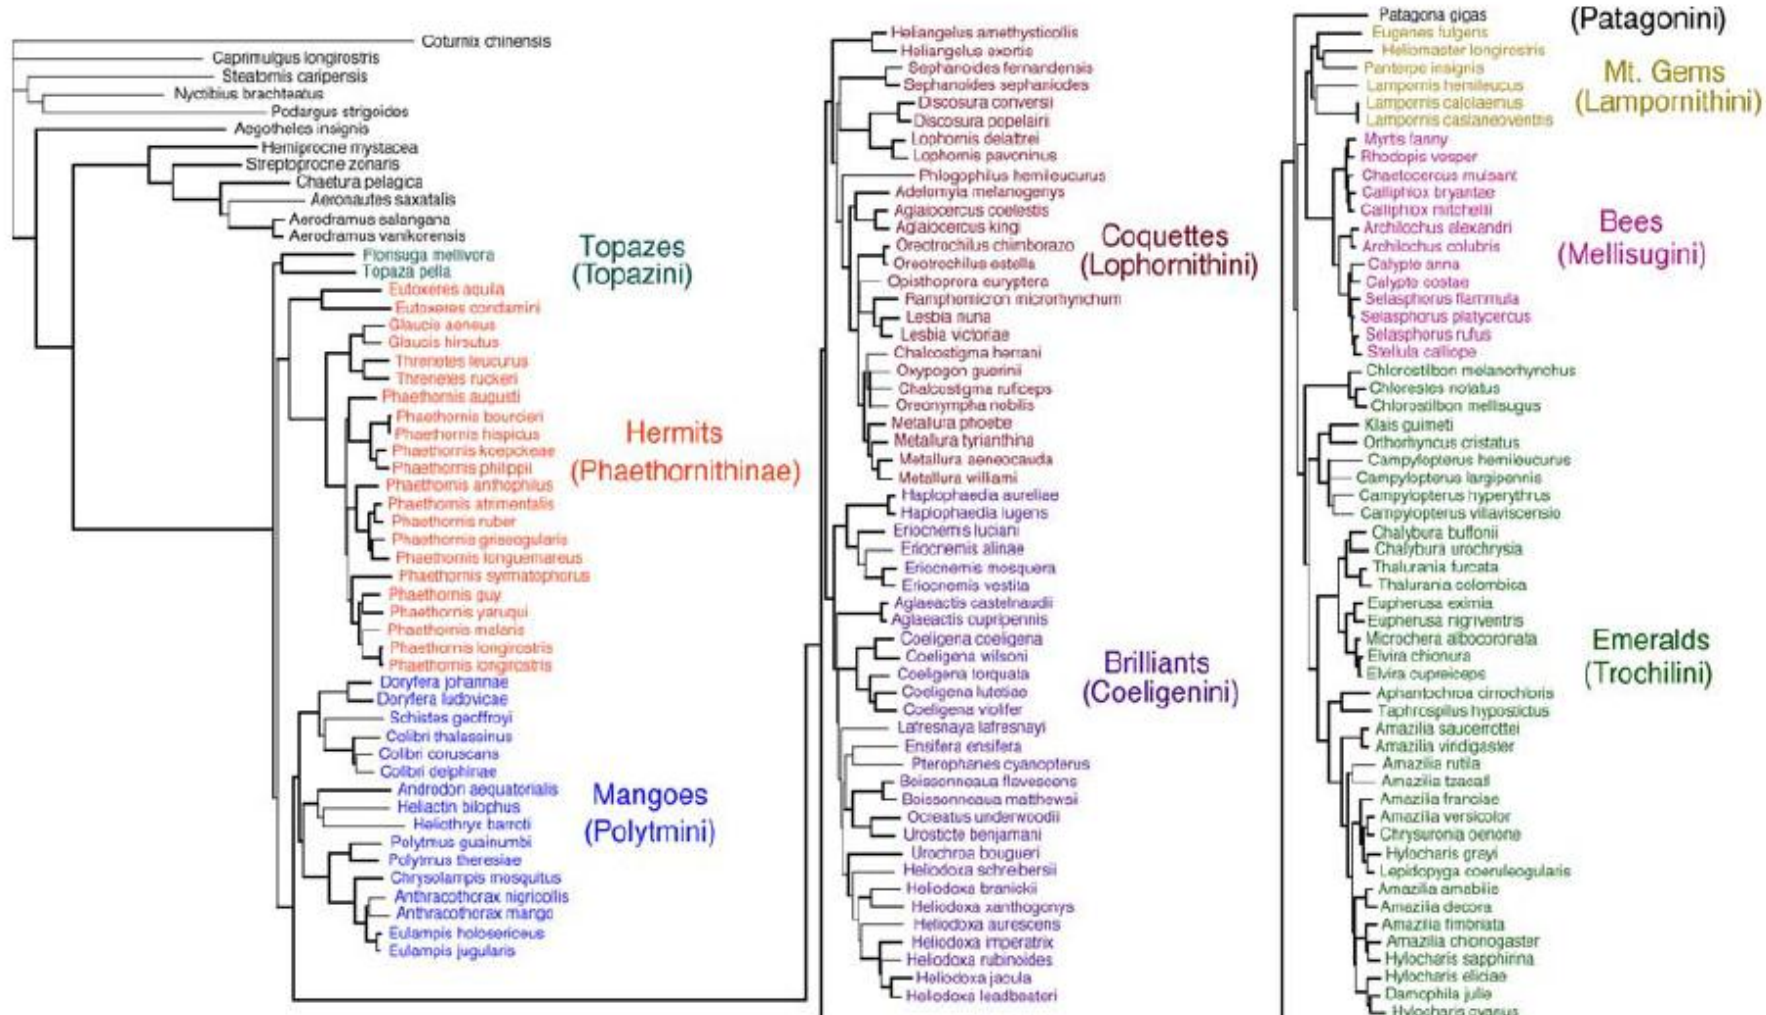 Coturnix chinensis
Caprimulgus longirostris
Steatornis caripensis
Nyctibius bracteatus
Podargus strigoides
Aegotheles insignis
Hemiprocne mystacea
Streptoprocne zonaris
Chaetura pelagica
Aeronautes saxatalis
Aerodramus salangana
Aerodramus vanikorensis
Florisuga mellivora
Topaza pella
Topazes
(Topazini)
Eutoxeres aquila
Eutoxeres condamini
Glaucis aeneus
Glaucis hirsutus
Threnetes leucurus
Threnetes ruckeri
Phaethornis augusti
Phaethornis bourcieri
Phaethornis hispicus
Phaethornis koepckeae
Phaethornis philippii
Phaethornis anthophilus
Phaethornis atrimentalis
Phaethornis ruber
Phaethornis griseogularis
Phaethornis longuemareus
Phaethornis syrmatophorus
Phaethornis guy
Phaethornis yaruqui
Phaethornis malaris
Phaethornis longirostris
Phaethornis longirostris
Hermits
(Phaethornithinae)
Doryfera johannae
Doryfera ludovicae
Schistes geoffroyi
Colibri thalassinus
Colibri coruscans
Colibri delphinae
Androdon aequatorialis
Heliactin bilophus
Heliothryx barroti
Polytmus guainumbi
Polytmus theresiae
Chrysolampis mosquitus
Anthracothorax nigricollis
Anthracothorax mango
Eulampis holosericeus
Eulampis jugularis
Mangoes
(Polytmini)
Heliangelus amethysticollis
Heliangelus exortis
Sephanoides fernandensis
Sephanoides sephaniodes
Discosura conversii
Discosura popelairii
Lophornis delattrei
Lophornis pavoninus
Phlogophilus hemileucurus
Adelomyia melanogenys
Aglaiocercus coelestis
Aglaiocercus kingi
Oreotrochilus chimborazo
Oreotrochilus estella
Opisthoprora euryptera
Ramphomicron microrhynchum
Lesbia nuna
Lesbia victoriae
Chalcostigma herrani
Oxypogon guerinii
Chalcostigma ruficeps
Oreonympha nobilis
Metallura phoebe
Metallura tyrianthina
Metallura aeneocauda
Metallura williami
Coquettes
(Lophornithini)
Haplophaedia aureliae
Haplophaedia lugens
Eriocnemis luciani
Eriocnemis alinae
Eriocnemis mosquera
Eriocnemis vestita
Aglaeactis castelnaudii
Aglaeactis cupripennis
Coeligena coeligena
Coeligena wilsoni
Coeligena torquata
Coeligena lutetiae
Coeligena violifer
Lafresnaya lafresnayi
Ensifera ensifera
Pterophanes cyanopterus
Boissonneaua flavescens
Boissonneaua matthewsii
Ocreatus underwoodii
Urosticte benjamani
Urochroa bougueri
Heliodoxa schreibersii
Heliodoxa branickii
Heliodoxa xanthogonys
Heliodoxa aurescens
Heliodoxa imperatrix
Heliodoxa rubinoides
Heliodoxa jacula
Heliodoxa leadbeateri
Brilliants
(Coeligenini)
Patagona gigas
(Patagonini)
Eugenes fulgens
Heliomaster longirostris
Panterpe insignis
Lampornis hemileucus
Lampornis calolaemus
Lampornis castaneoventris
Mt. Gems
(Lampornithini)
Myrtis fanny
Rhodopis vesper
Chaetocercus mulsant
Calliphlox bryantae
Calliphlox mitchellii
Archilochus alexandri
Archilochus colubris
Calypte anna
Calypte costae
Selasphorus flammula
Selasphorus platycercus
Selasphorus rufus
Stellula calliope
Bees
(Mellisugini)
Chlorostilbon melanorhynchus
Chlorestes notatus
Chlorostilbon mellisugus
Klais guimeti
Orthorhyncus cristatus
Campylopterus hemileucurus
Campylopterus largipennis
Campylopterus hyperythrus
Campylopterus villaviscensio
Chalybura buffonii
Chalybura urochrysia
Thalurania furcata
Thalurania colombica
Eupherusa eximia
Eupherusa nigriventris
Microchera albocoronata
Elvira chionura
Elvira cupreiceps
Aphantochroa cirrochloris
Taphrospilus hypostictus
Amazilia saucerrottei
Amazilia viridigaster
Amazilia rutila
Amazilia tzacatl
Amazilia franciae
Amazilia versicolor
Chrysuronia oenone
Hylocharis grayi
Lepidopyga coeruleogularis
Amazilia amabilis
Amazilia decora
Amazilia fimbriata
Amazilia chionogaster
Hylocharis sapphirina
Hylocharis eliciae
Damophila julie
Hylocharis cyanus
Emeralds
(Trochilini)